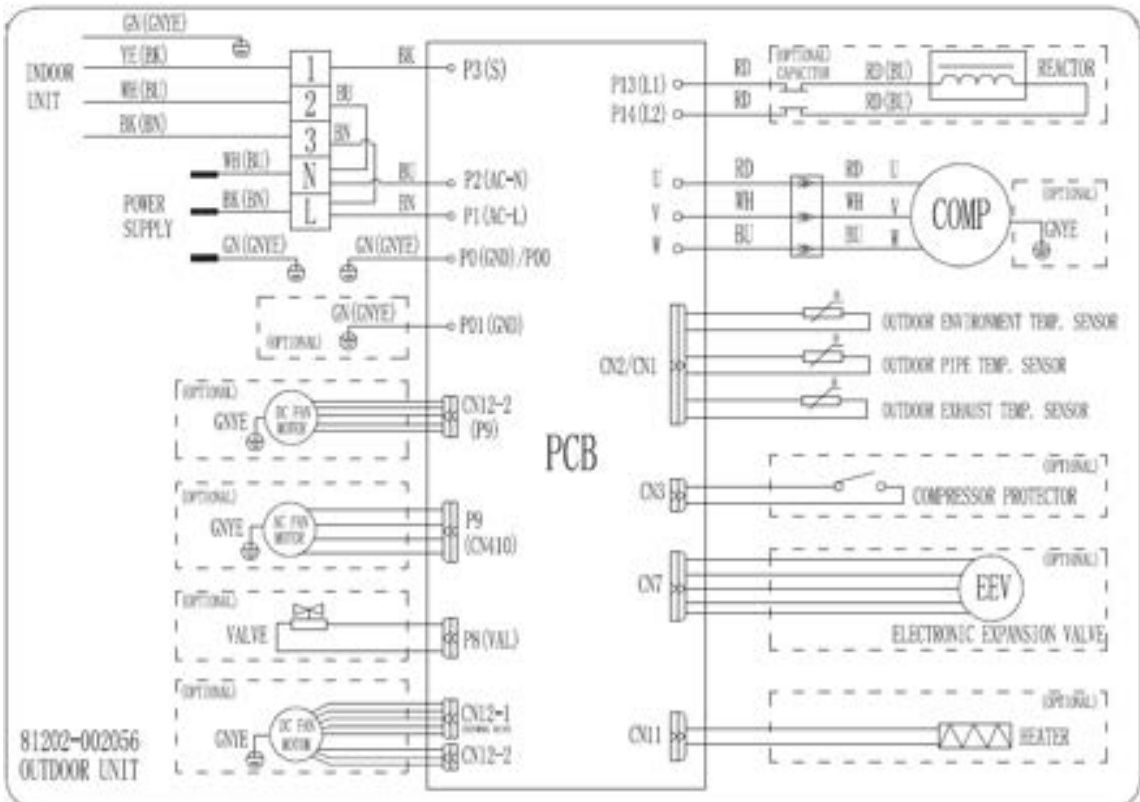 GN(GNYE)
YE(BK)
INDOOR
UNIT
WH(BU)
BK(BN)
1
2
3
N
L
BK
BU
BN
BU
BN
P3(S)
P2(AC-N)
P1(AC-L)
WH(BU)
POWER
SUPPLY
BK(BN)
GN(GNYE)
GN(GNYE)
P0(GND)/P00
GN(GNYE)
(OPTIONAL)
P01(GND)
(OPTIONAL)
GNYE
DC FAN
MOTOR
CN12-2
(P9)
(OPTIONAL)
GNYE
AC FAN
MOTOR
P9
(CN410)
(OPTIONAL)
VALVE
P8(VAL)
(OPTIONAL)
GNYE
DC FAN
MOTOR
CN12-1
CN12-2
81202-002056
OUTDOOR UNIT
PCB
P13(L1)
RD
(OPTIONAL)
CAPACITOR
RD(BU)
REACTOR
P14(L2)
RD
RD(BU)
U
RD
RD
U
V
WH
WH
V
W
BU
BU
W
COMP
(OPTIONAL)
GNYE
CN2/CN1
OUTDOOR ENVIRONMENT TEMP. SENSOR
OUTDOOR PIPE TEMP. SENSOR
OUTDOOR EXHAUST TEMP. SENSOR
CN3
(OPTIONAL)
COMPRESSOR PROTECTOR
CN7
(OPTIONAL)
EEV
ELECTRONIC EXPANSION VALVE
CN11
(OPTIONAL)
HEATER